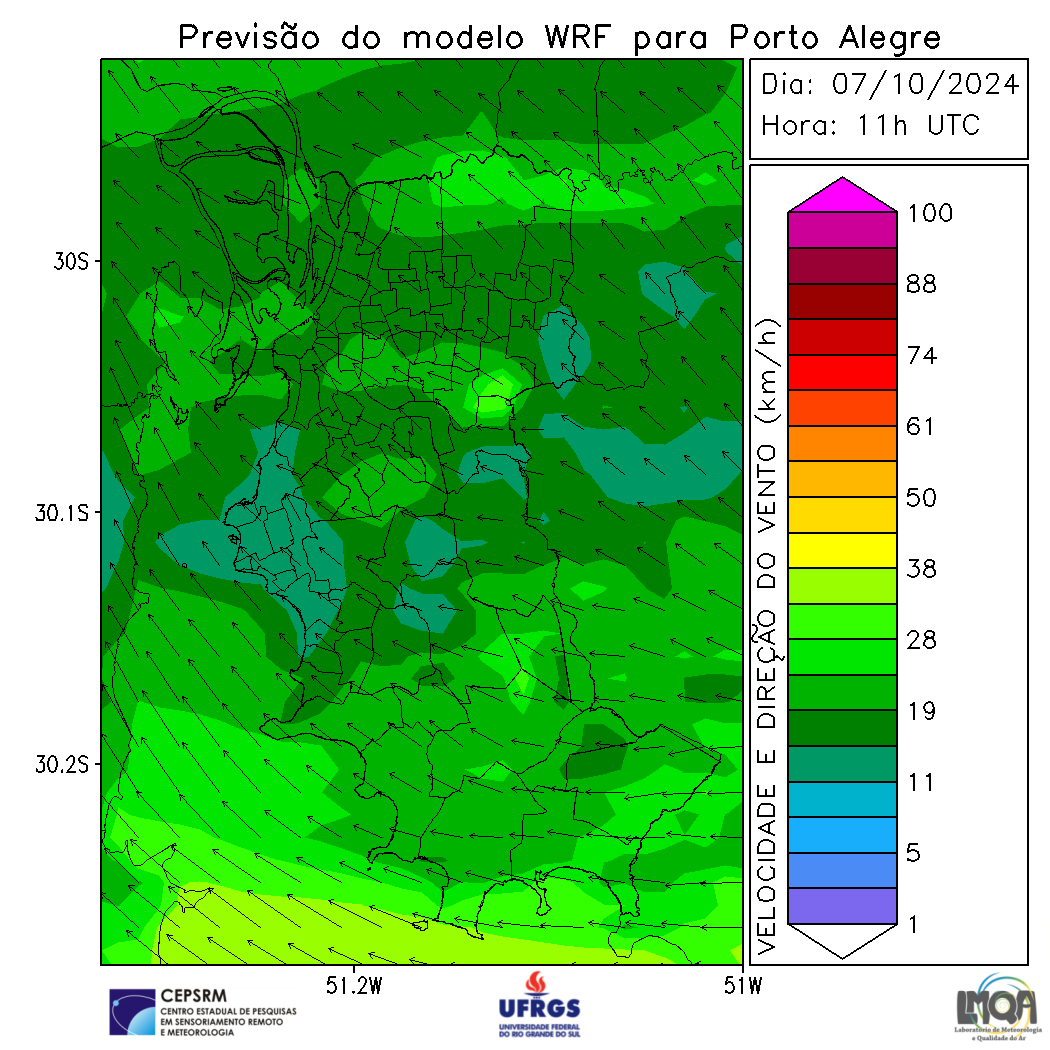 Previsão do modelo WRF para Porto Alegre
Dia: 07/10/2024
Hora: 11h UTC
30S
30.1S
30.2S
51.2W
51W
VELOCIDADE E DIREÇÃO DO VENTO (km/h)
100
88
74
61
50
38
28
19
11
5
1
CEPSRM
CENTRO ESTADUAL DE PESQUISAS
EM SENSORIAMENTO REMOTO
E METEOROLOGIA
UFRGS
UNIVERSIDADE FEDERAL
DO RIO GRANDE DO SUL
LMQA
Laboratório de Meteorologia
e Qualidade do Ar